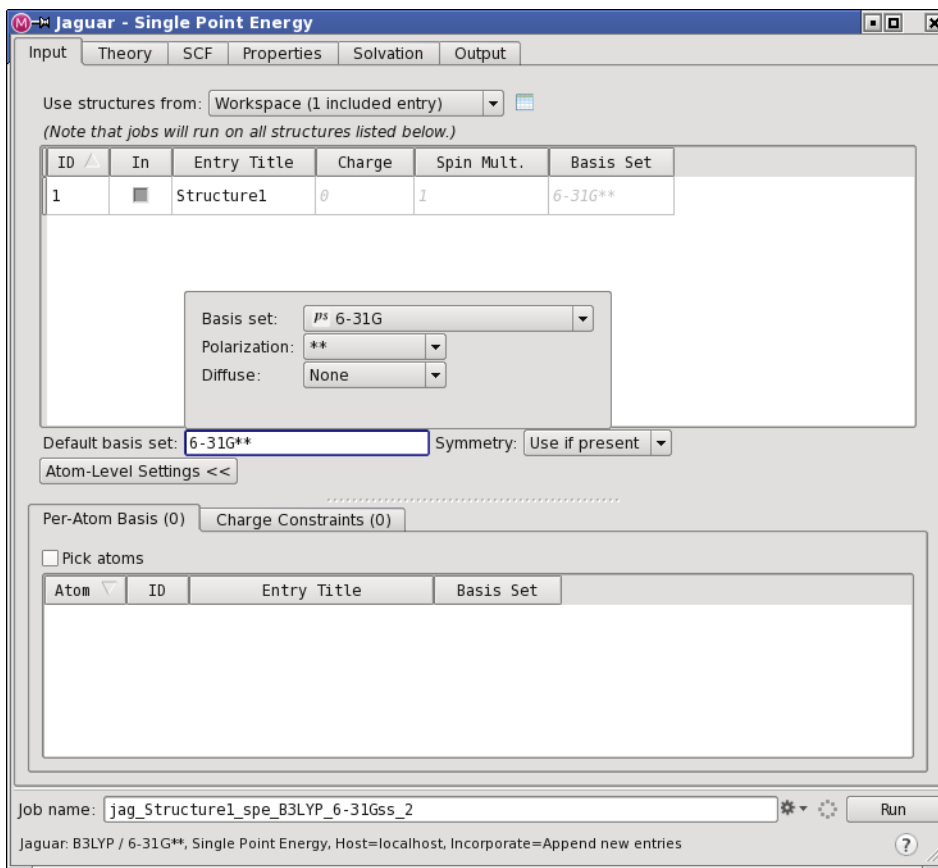 Jaguar - Single Point Energy
Input Theory SCF Properties Solvation Output
Use structures from: Workspace (1 included entry)
(Note that jobs will run on all structures listed below.)
ID In Entry Title Charge Spin Mult. Basis Set
1 Structure1 0 1 6-31G**
Basis set: ps 6-31G
Polarization: **
Diffuse: None
Default basis set: 6-31G** Symmetry: Use if present
Atom-Level Settings <<
Per-Atom Basis (0) Charge Constraints (0)
Pick atoms
Atom ID Entry Title Basis Set
Job name: jag_Structure1_spe_B3LYP_6-31Gss_2 Run
Jaguar: B3LYP / 6-31G**, Single Point Energy, Host=localhost, Incorporate=Append new entries ?